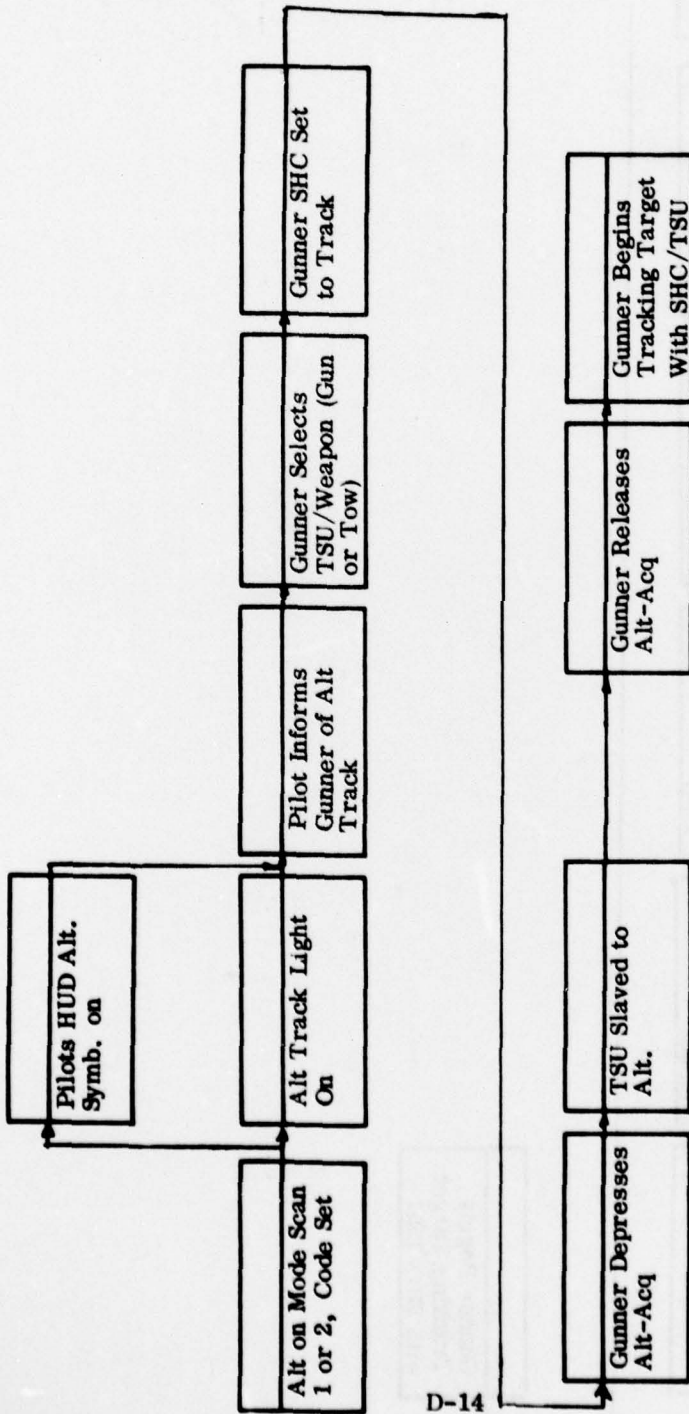 Pilots HUD Alt.
Symb. on
Alt on Mode Scan
1 or 2, Code Set
Alt Track Light
On
Pilot Informs
Gunner of Alt
Track
Gunner Selects
TSU/Weapon (Gun
or Tow)
Gunner SHC Set
to Track
Gunner Depresses
Alt-Acq
TSU Slaved to
Alt.
Gunner Releases
Alt-Acq
Gunner Begins
Tracking Target
With SHC/TSU
D-14